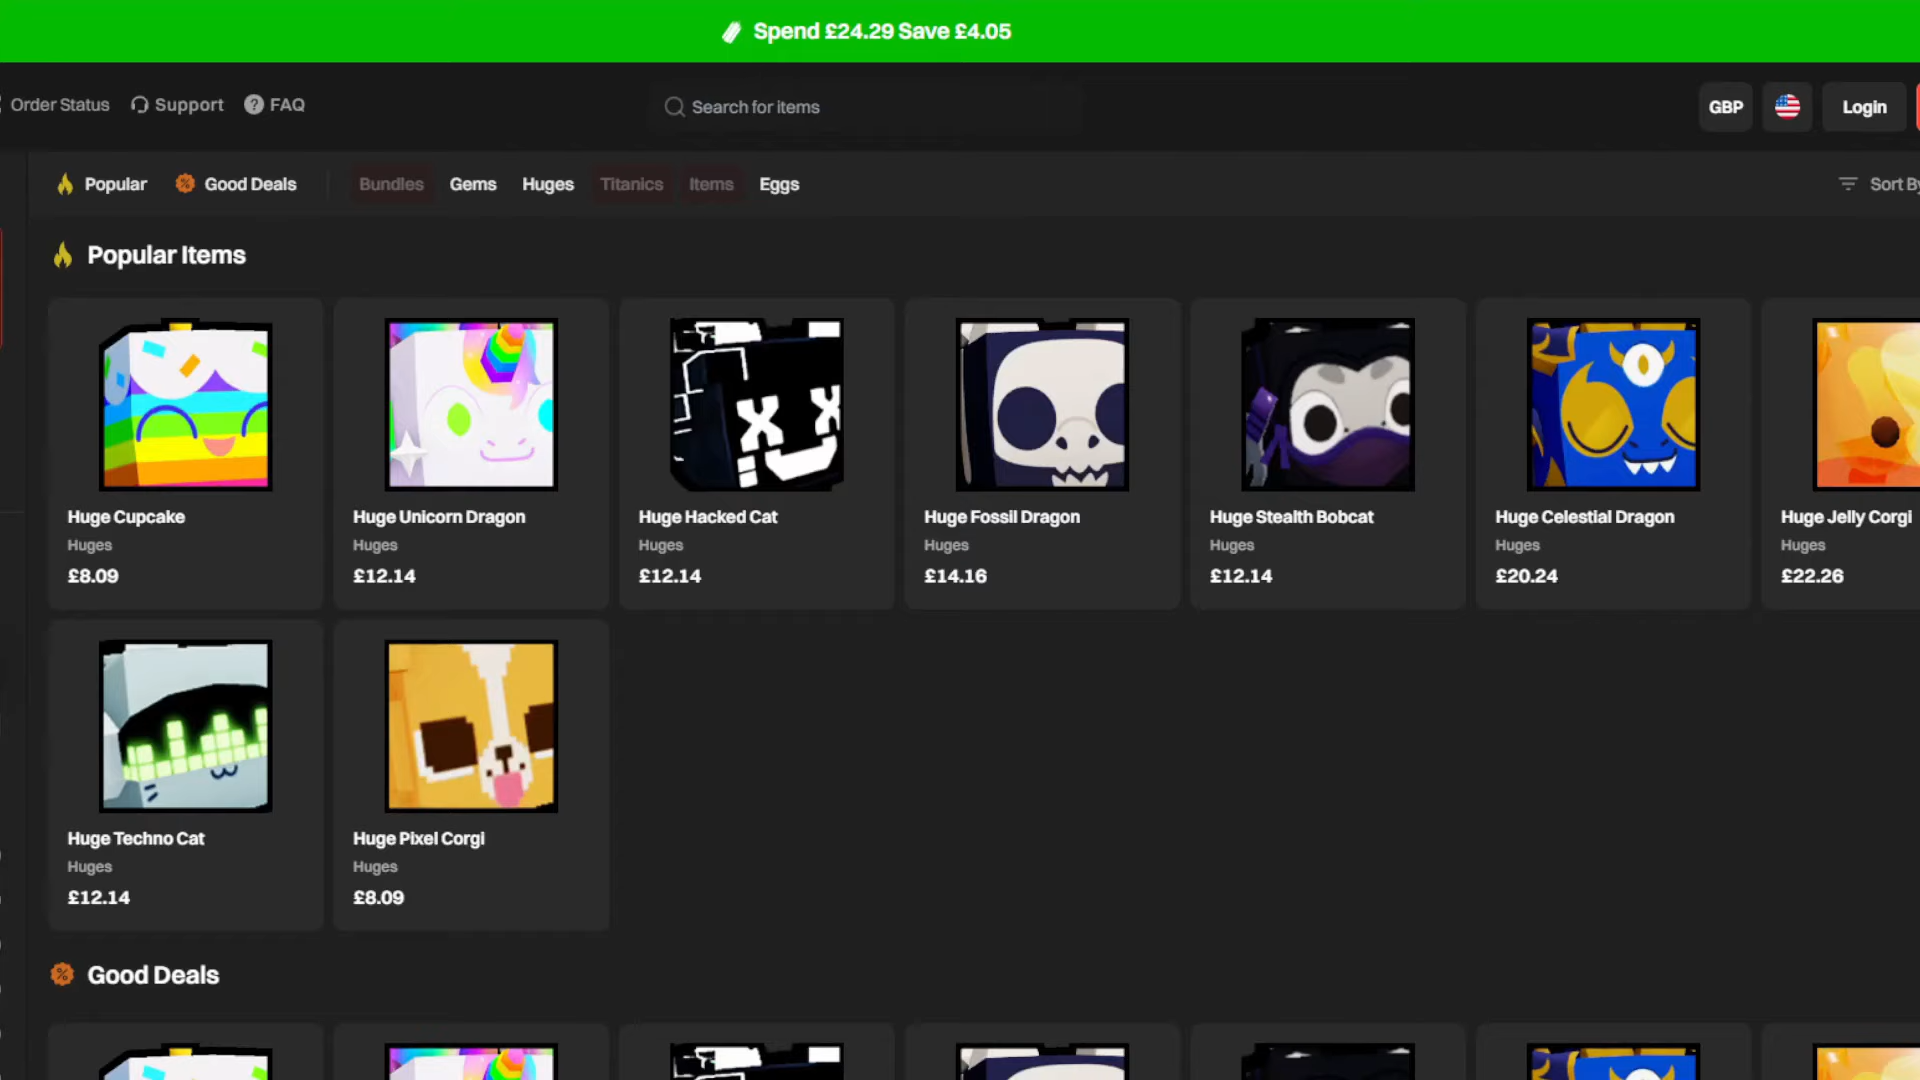 Spend £24.29 Save £4.05
Order Status Support FAQ
Search for items
GBP Login
Popular Good Deals Bundles Gems Huges Titanics Items Eggs
Sort By
Popular Items
Huge Cupcake
Huges
£8.09
Huge Unicorn Dragon
Huges
£12.14
Huge Hacked Cat
Huges
£12.14
Huge Fossil Dragon
Huges
£14.16
Huge Stealth Bobcat
Huges
£12.14
Huge Celestial Dragon
Huges
£20.24
Huge Jelly Corgi
Huges
£22.26
Huge Techno Cat
Huges
£12.14
Huge Pixel Corgi
Huges
£8.09
Good Deals